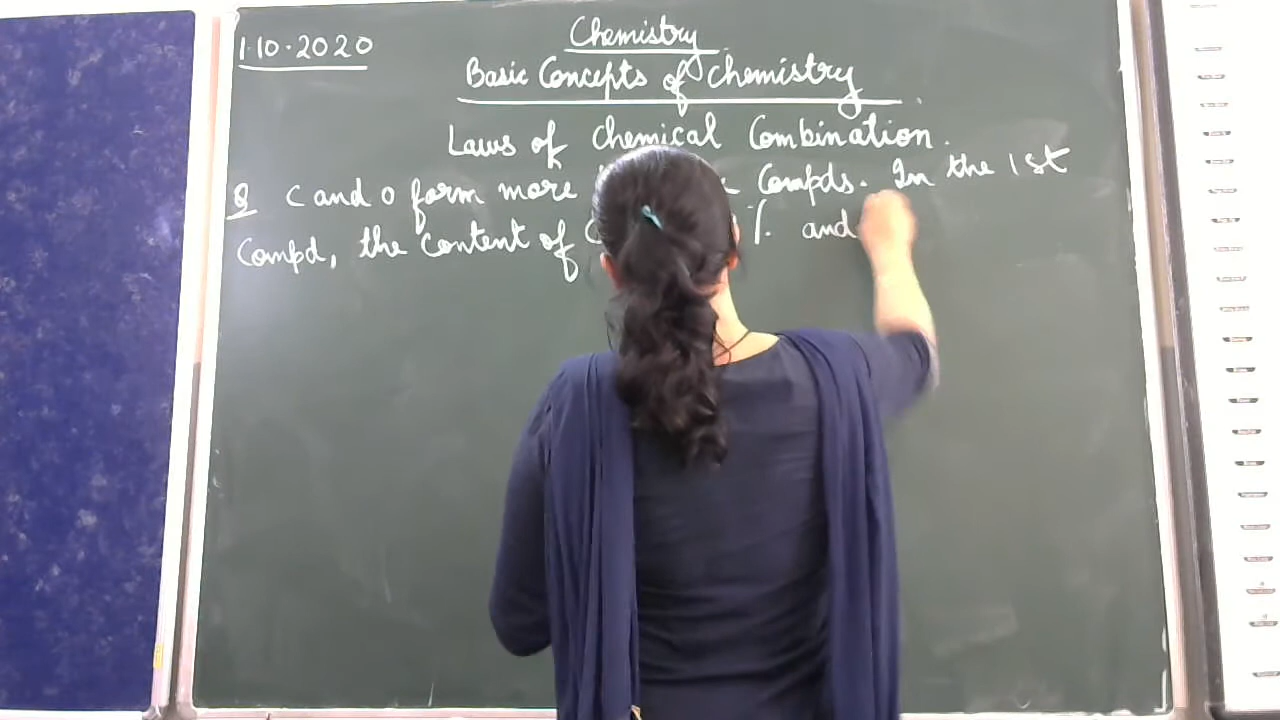 1.10.2020
Chemistry
Basic Concepts of Chemistry
Laws of Chemical Combination.
Q C and O form more Compds. In the 1st
Compd, the content of C % and